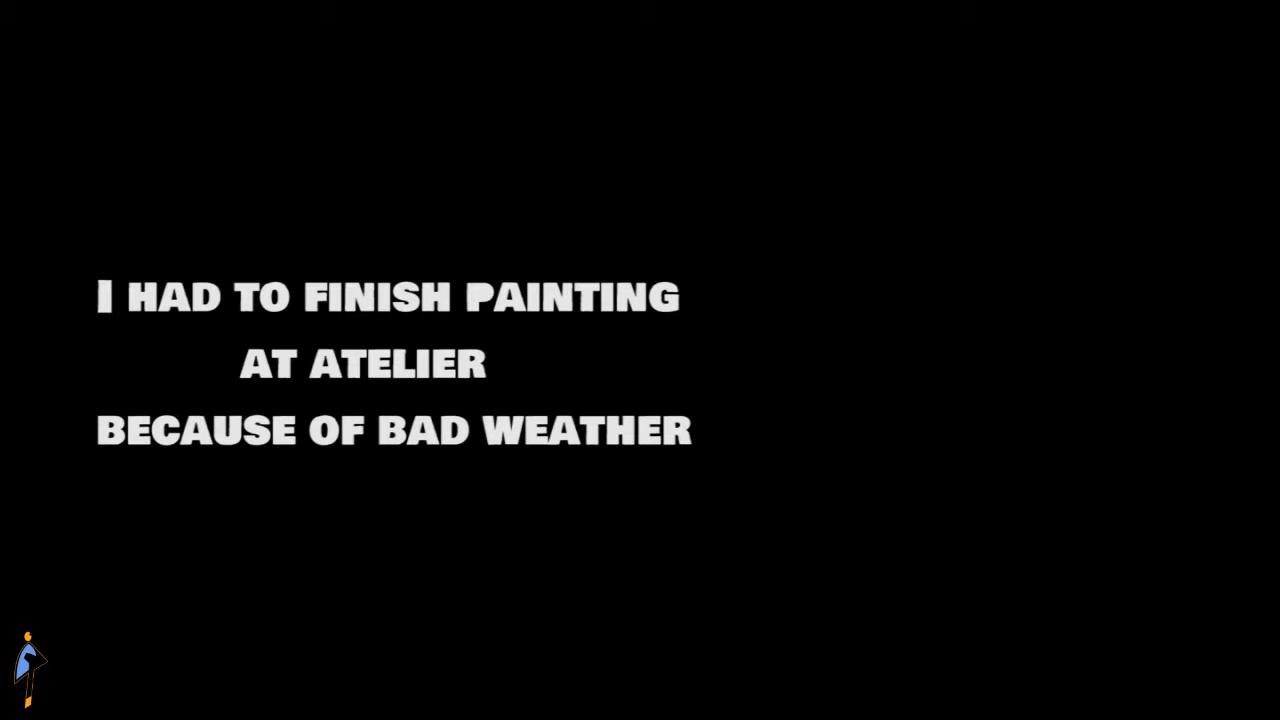 I HAD TO FINISH PAINTING
AT ATELIER
BECAUSE OF BAD WEATHER